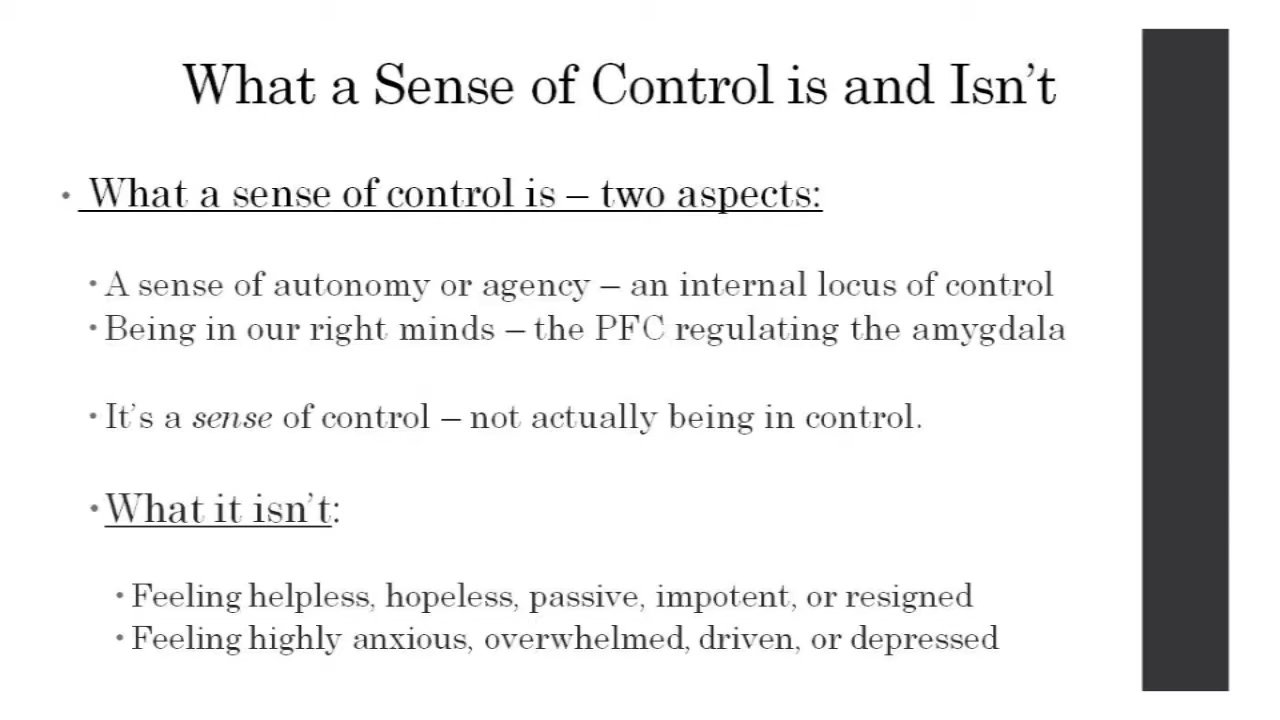 What a Sense of Control is and Isn’t
• What a sense of control is – two aspects:
• A sense of autonomy or agency – an internal locus of control
• Being in our right minds – the PFC regulating the amygdala
• It’s a sense of control – not actually being in control.
• What it isn’t:
• Feeling helpless, hopeless, passive, impotent, or resigned
• Feeling highly anxious, overwhelmed, driven, or depressed